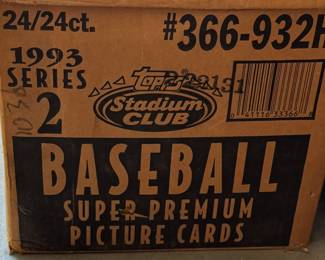 24/24ct. #366-932H
1993
SERIES
2
Topps
Stadium
CLUB
BASEBALL
SUPER PREMIUM
PICTURE CARDS